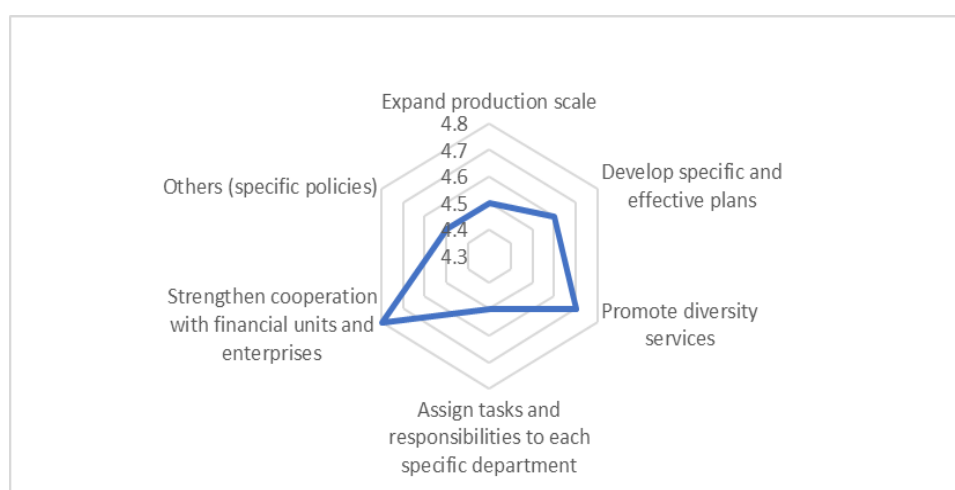 Expand production scale
4.8
4.7
4.6
4.5
4.4
4.3
Develop specific and
effective plans
Promote diversity
services
Assign tasks and
responsibilities to each
specific department
Strengthen cooperation
with financial units and
enterprises
Others (specific policies)